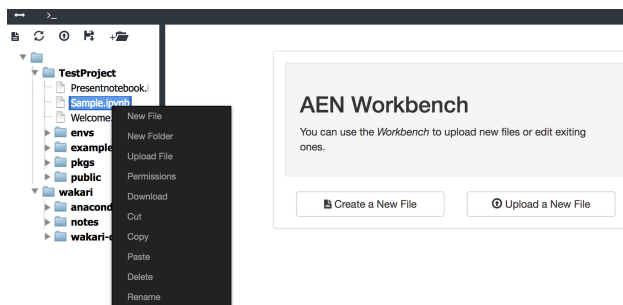 >_
TestProject
Presentnotebook.i
Sample.ipynb
Welcome.
envs
example
pkgs
public
wakari
anacond
notes
wakari-c
New File
New Folder
Upload File
Permissions
Download
Cut
Copy
Paste
Delete
Rename
AEN Workbench
You can use the Workbench to upload new files or edit exiting
ones.
Create a New File
Upload a New File